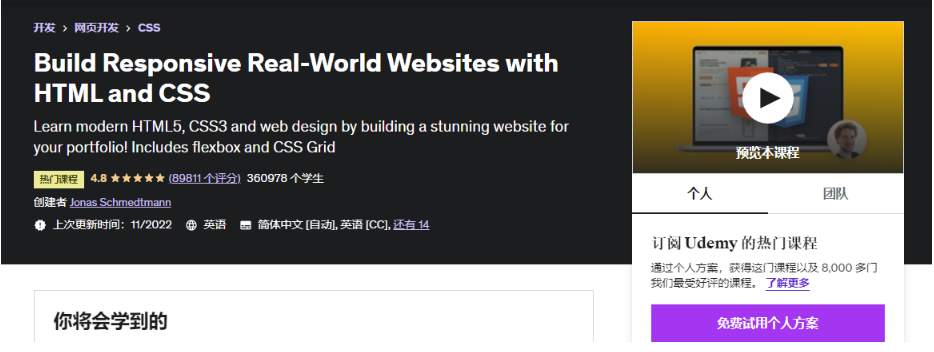 开发 > 网页开发 > CSS
Build Responsive Real-World Websites with
HTML and CSS
Learn modern HTML5, CSS3 and web design by building a stunning website for
your portfolio! Includes flexbox and CSS Grid
热门课程 4.8 ★★★★★ (89811 个评分) 360978 个学生
创建者 Jonas Schmedtmann
上次更新时间：11/2022 英语 简体中文 [自动], 英语 [CC], 还有 14
你将会学到的
预览本课程
个人 团队
订阅 Udemy 的热门课程
通过个人方案，获得这门课程以及 8,000 多门
我们最受好评的课程。 了解更多
免费试用个人方案